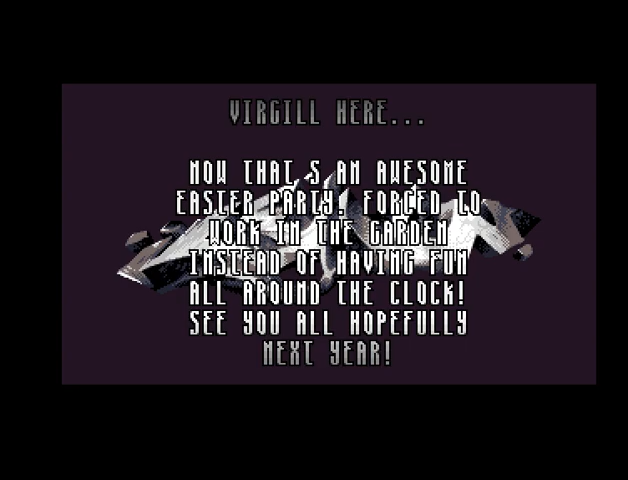 VIRGILL HERE...
NOW THAT S AN AWESOME
EASTER PARTY! FORCED TO
WORK IN THE GARDEN
INSTEAD OF HAVING FUN
ALL AROUND THE CLOCK!
SEE YOU ALL HOPEFULLY
NEXT YEAR!